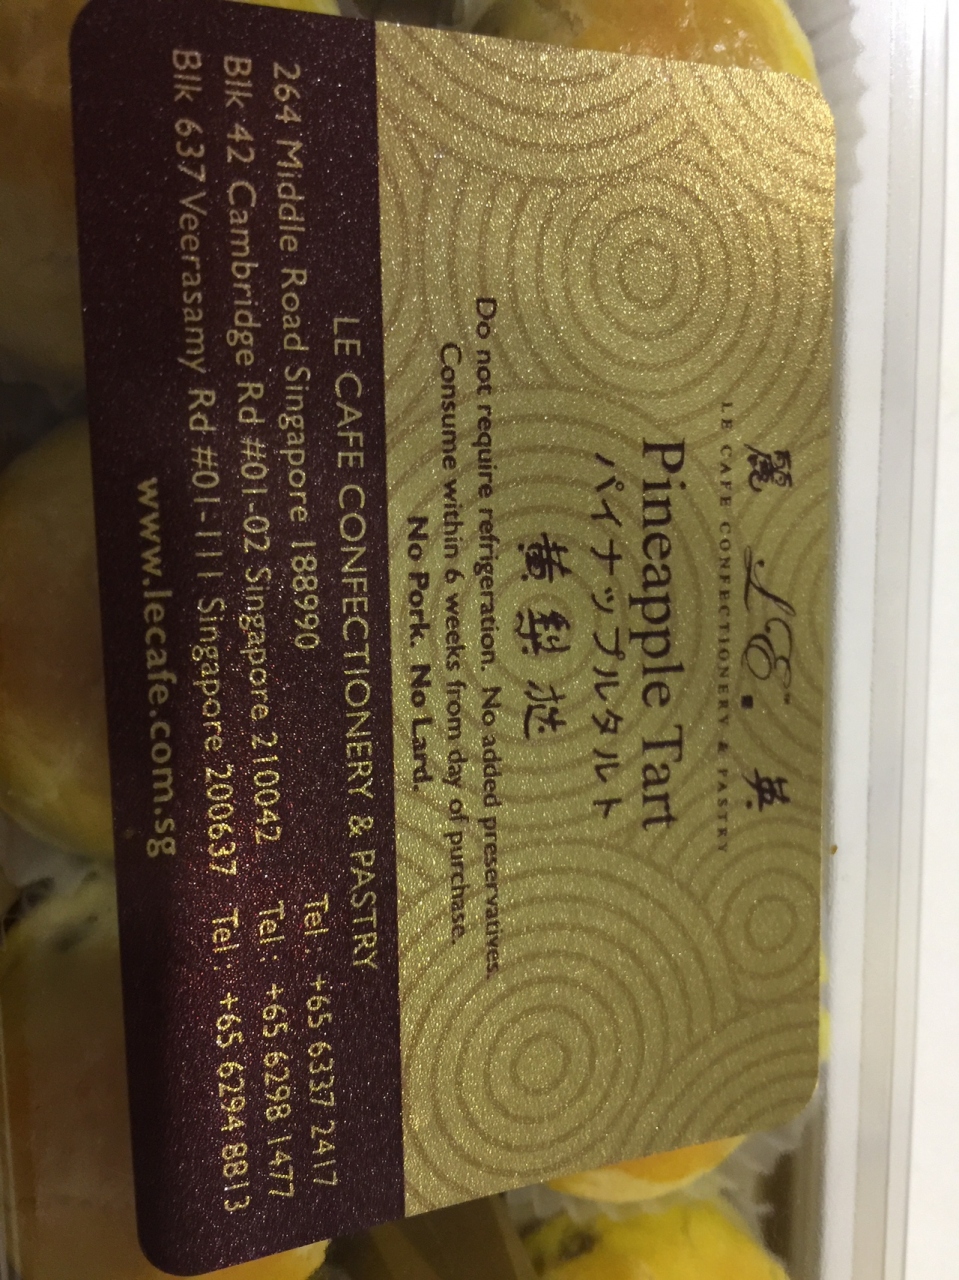 麗 LE. 英
LE CAFE CONFECTIONERY & PASTRY
Pineapple Tart
パイナップルタルト
黄梨挞
Do not require refrigeration. No added preservatives.
Consume within 6 weeks from day of purchase.
No Pork. No Lard.
LE CAFE CONFECTIONERY & PASTRY
264 Middle Road Singapore 188990 Tel: +65 6337 2417
Blk 42 Cambridge Rd #01-02 Singapore 210042 Tel: +65 6298 1477
Blk 637 Veerasamy Rd #01-111 Singapore 200637 Tel: +65 6294 8813
www.lecafe.com.sg